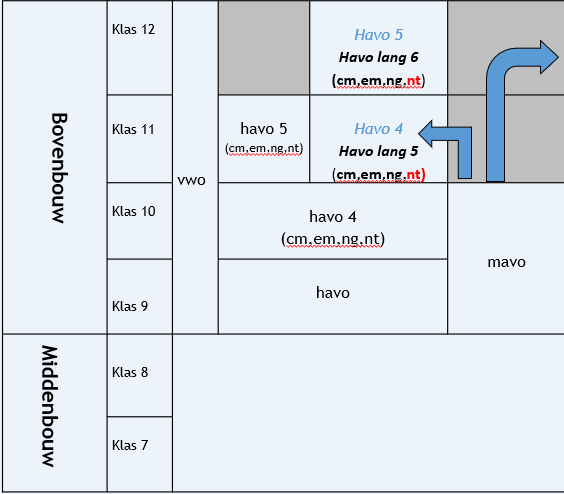 Klas 12
Havo 5
Havo lang 6
(cm,em,ng,nt)
Bovenbouw
Klas 11
havo 5
(cm,em,ng,nt)
Havo 4
Havo lang 5
(cm,em,ng,nt)
vwo
Klas 10
havo 4
(cm,em,ng,nt)
mavo
Klas 9
havo
Middenbouw
Klas 8
Klas 7